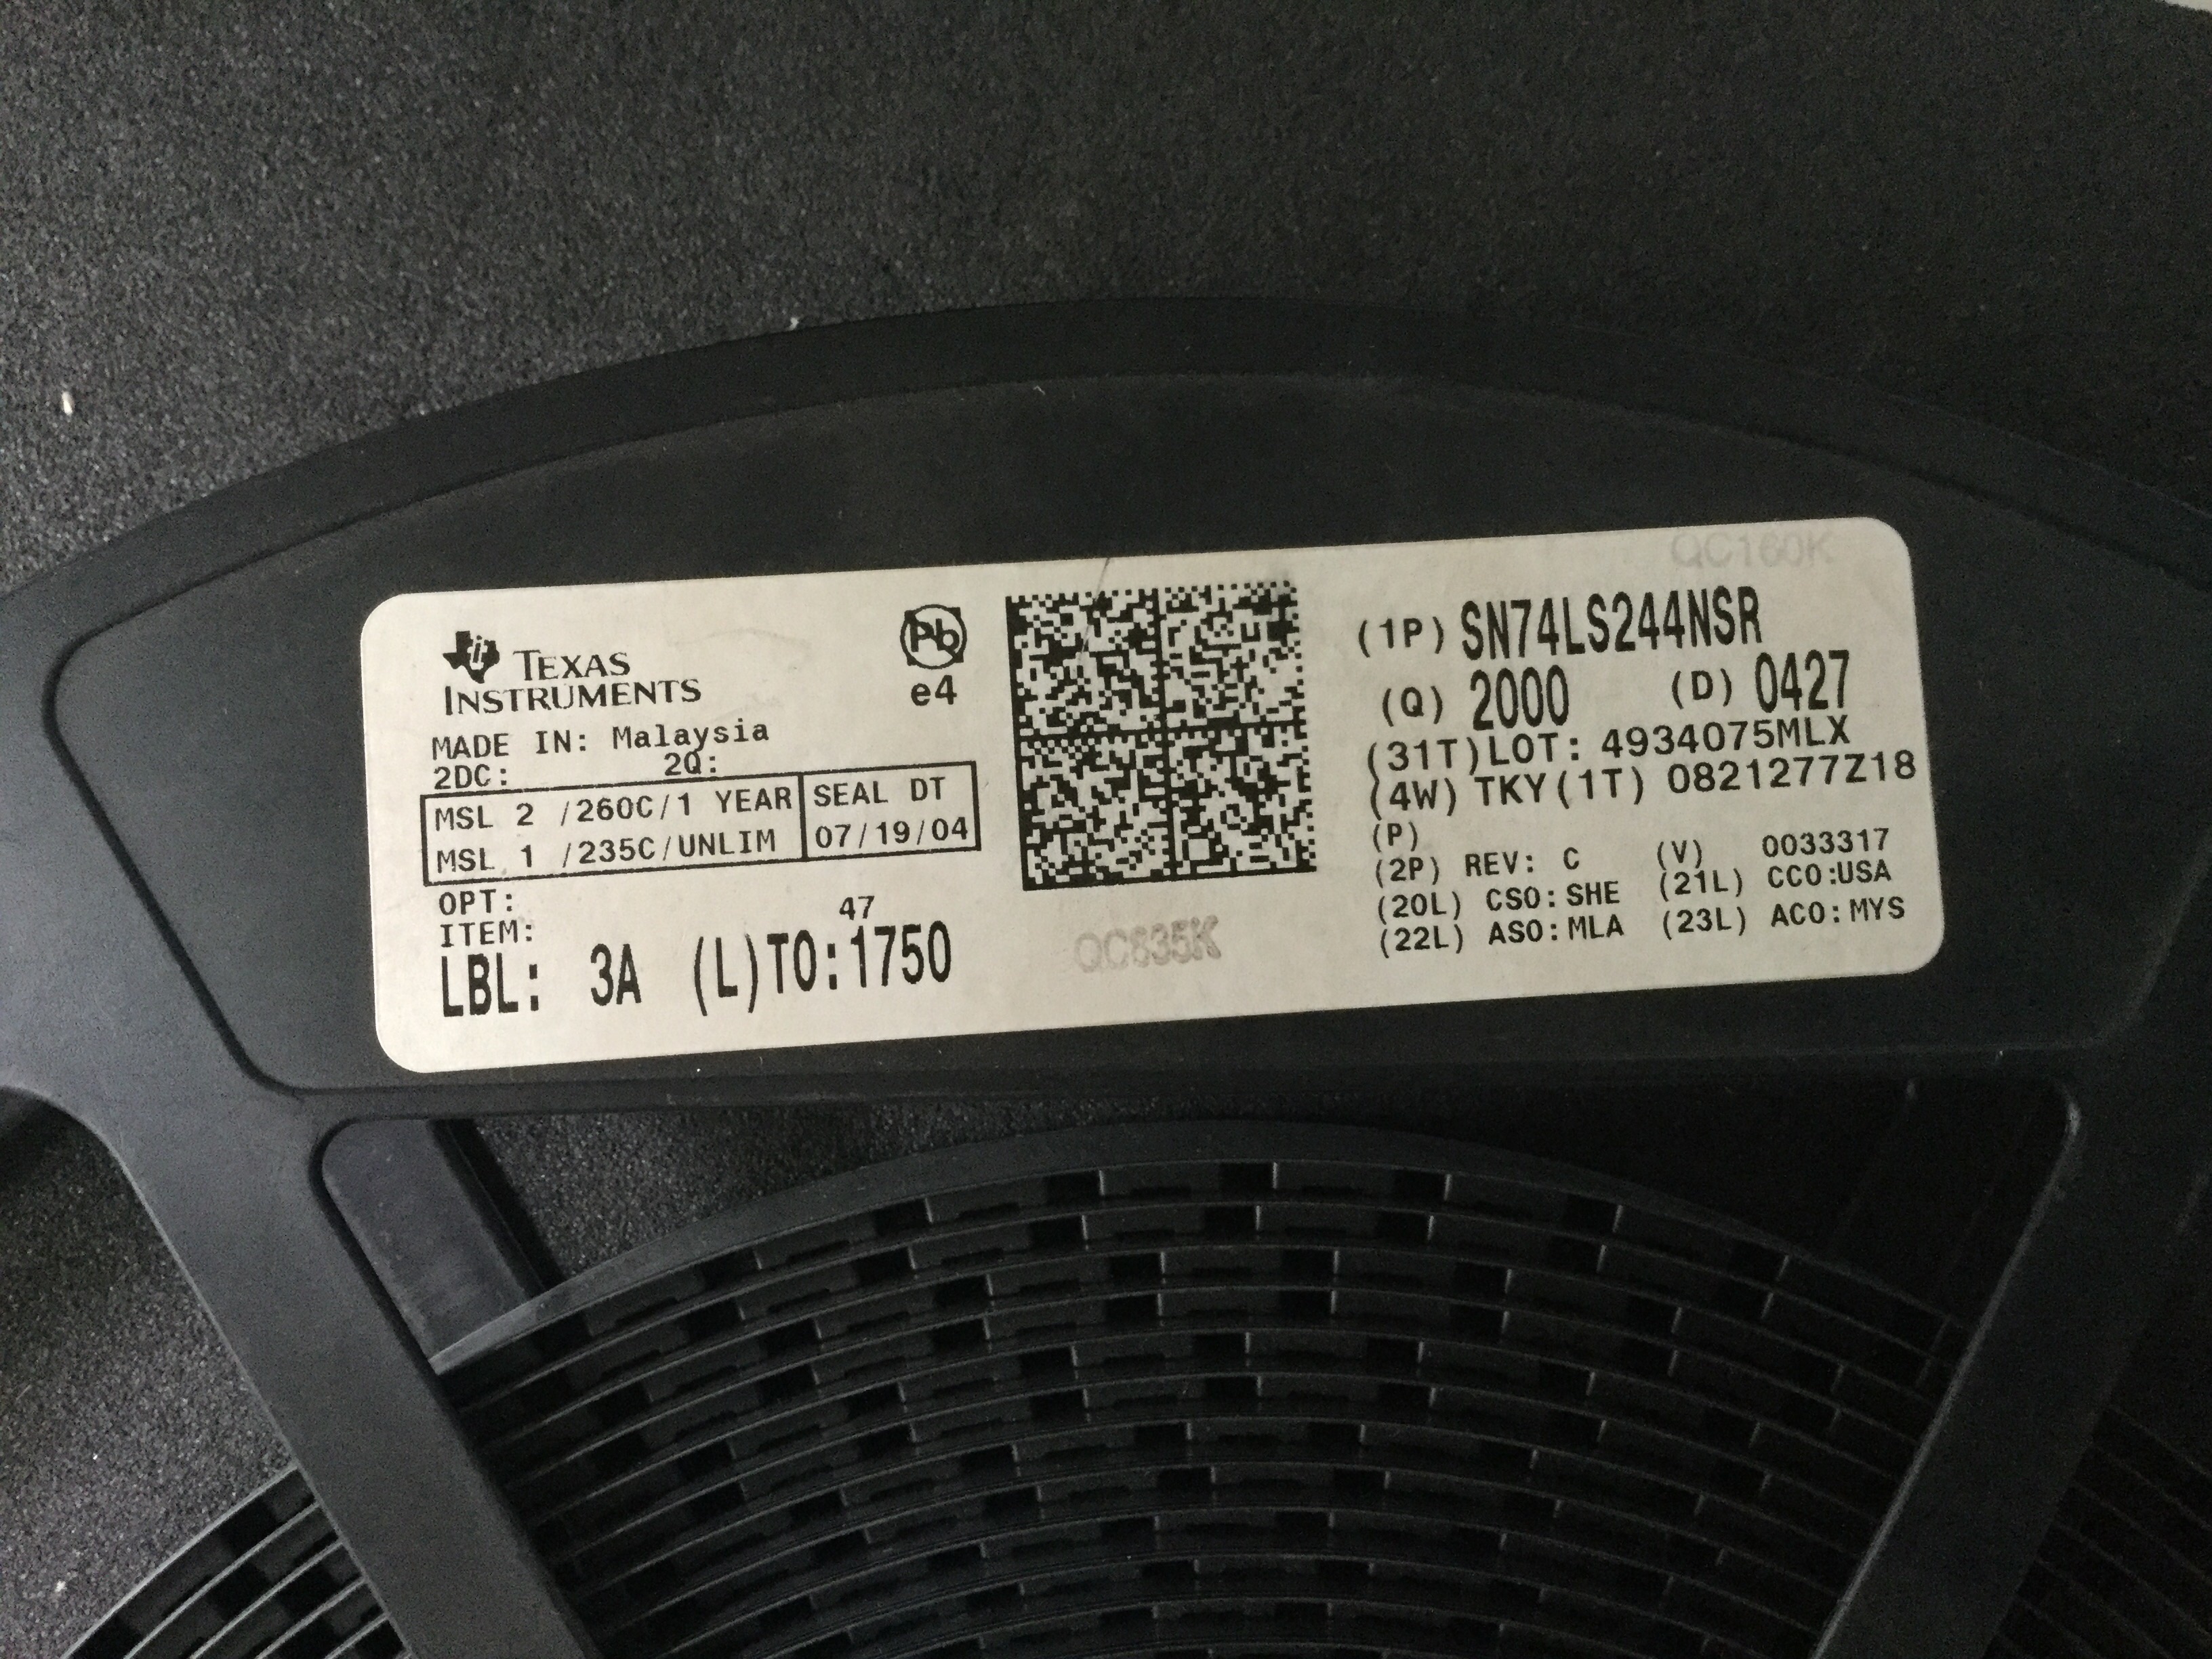 TEXAS
INSTRUMENTS
Pb
e4
MADE IN: Malaysia
2DC: 2Q:
MSL 2 /260C/1 YEAR
MSL 1 /235C/UNLIM
SEAL DT
07/19/04
OPT:
ITEM: 47
LBL: 3A (L)TO:1750
QC635K
QC160K
(1P) SN74LS244NSR
(Q) 2000 (D) 0427
(31T)LOT: 4934075MLX
(4W) TKY(1T) 0821277Z18
(P)
(2P) REV: C (V) 0033317
(20L) CSO:SHE (21L) CCO:USA
(22L) ASO:MLA (23L) ACO:MYS